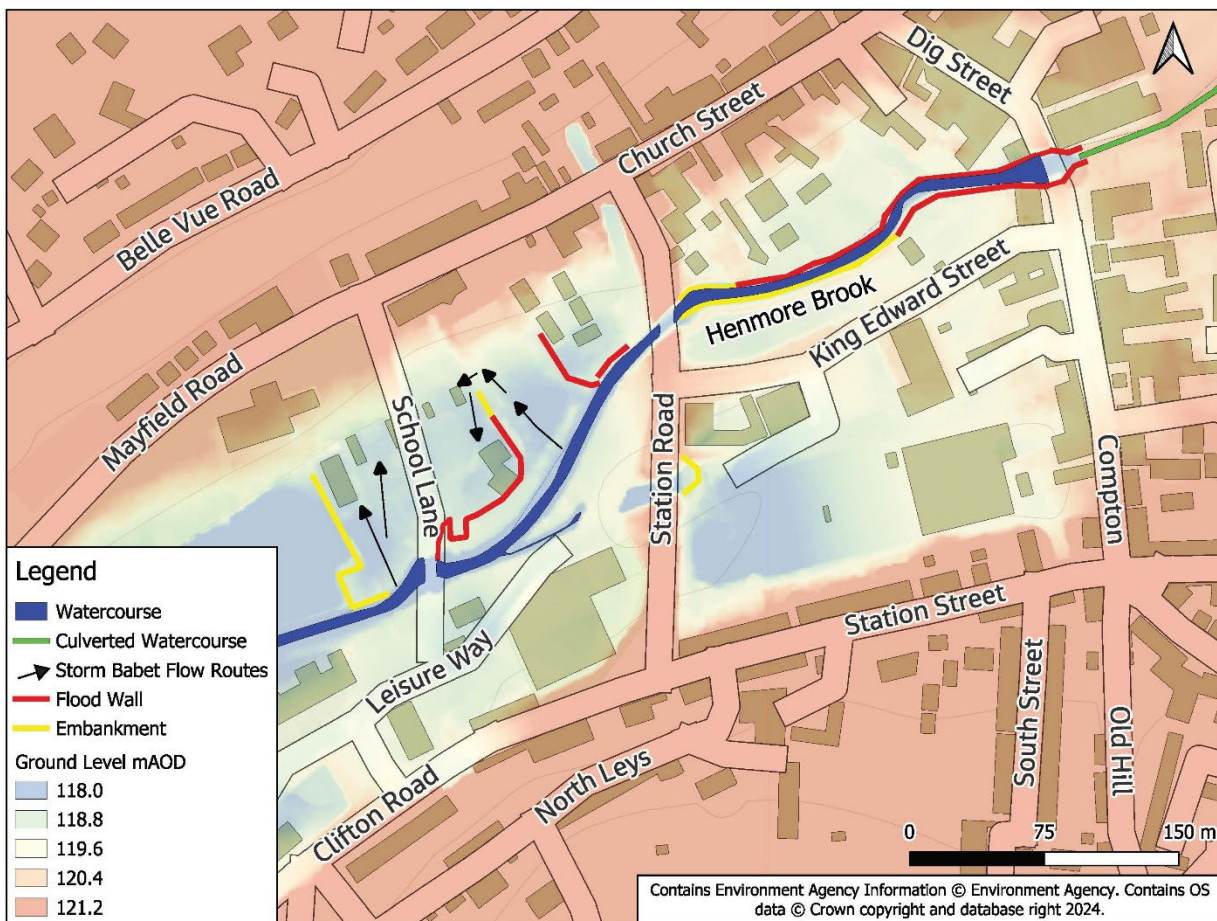 Dig Street
Church Street
Belle Vue Road
Henmore Brook
King Edward Street
Mayfield Road
School Lane
Station Road
Compton
Leisure Way
Station Street
Clifton Road
North Leys
South Street
Old Hill
Legend
Watercourse
Culverted Watercourse
Storm Babet Flow Routes
Flood Wall
Embankment
Ground Level mAOD
118.0
118.8
119.6
120.4
121.2
0 75 150 m
Contains Environment Agency Information © Environment Agency. Contains OS
data © Crown copyright and database right 2024.